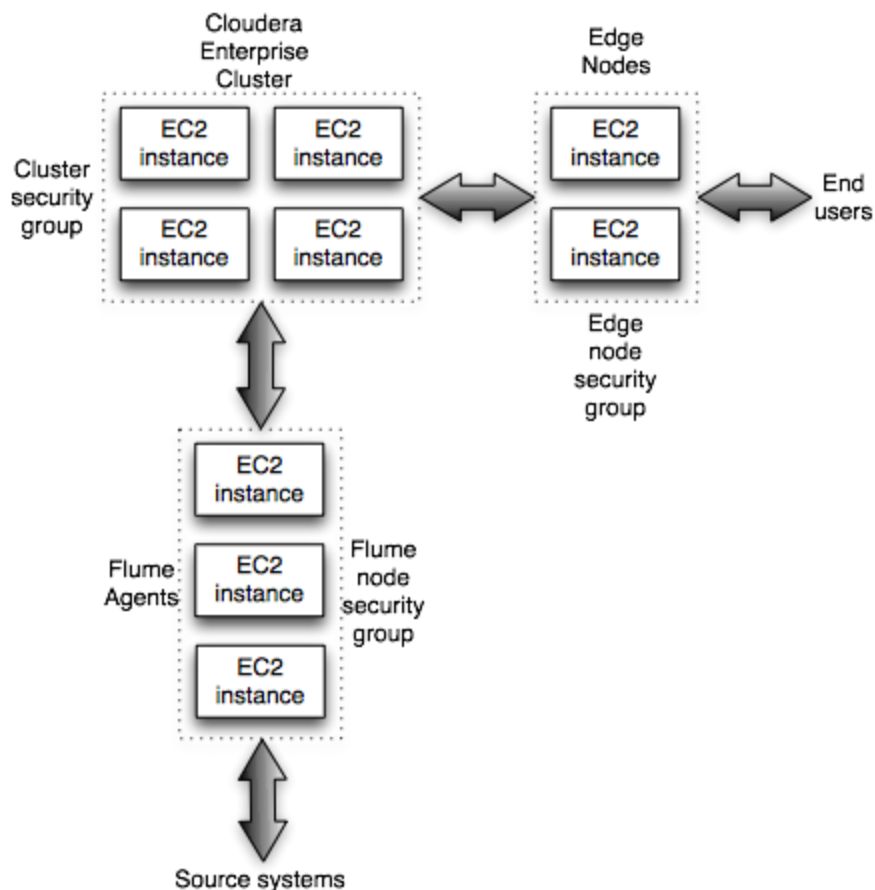 Cloudera
Enterprise
Cluster
Edge
Nodes
EC2
instance
EC2
instance
EC2
instance
Cluster
security
group
End
users
EC2
instance
EC2
instance
EC2
instance
Edge
node
security
group
EC2
instance
Flume
Agents
EC2
instance
Flume
node
security
group
EC2
instance
Source systems